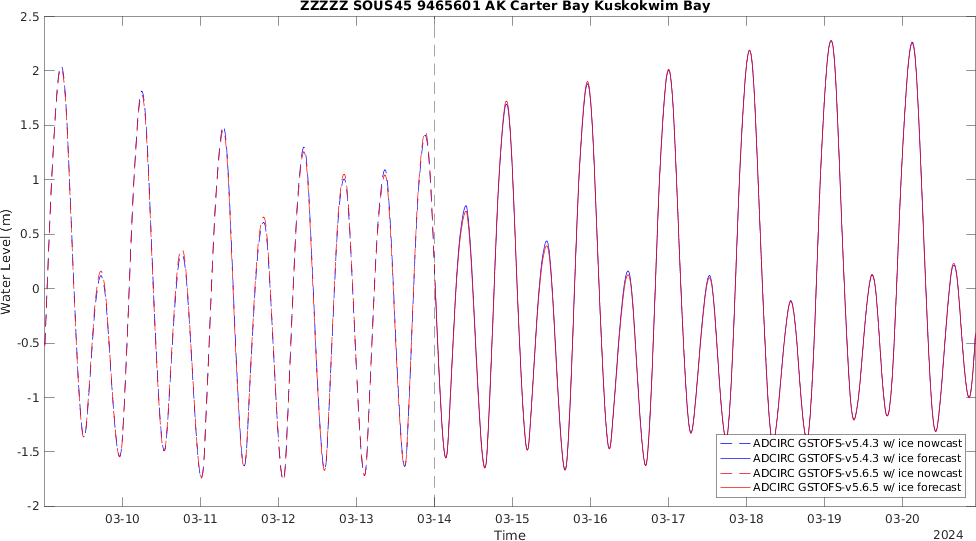 ZZZZZ SOUS45 9465601 AK Carter Bay Kuskokwim Bay
2.5
2
1.5
1
0.5
0
-0.5
-1
-1.5
-2
Water Level (m)
03-10 03-11 03-12 03-13 03-14 03-15 03-16 03-17 03-18 03-19 03-20
Time
2024
ADCIRC GSTOFS-v5.4.3 w/ ice nowcast
ADCIRC GSTOFS-v5.4.3 w/ ice forecast
ADCIRC GSTOFS-v5.6.5 w/ ice nowcast
ADCIRC GSTOFS-v5.6.5 w/ ice forecast